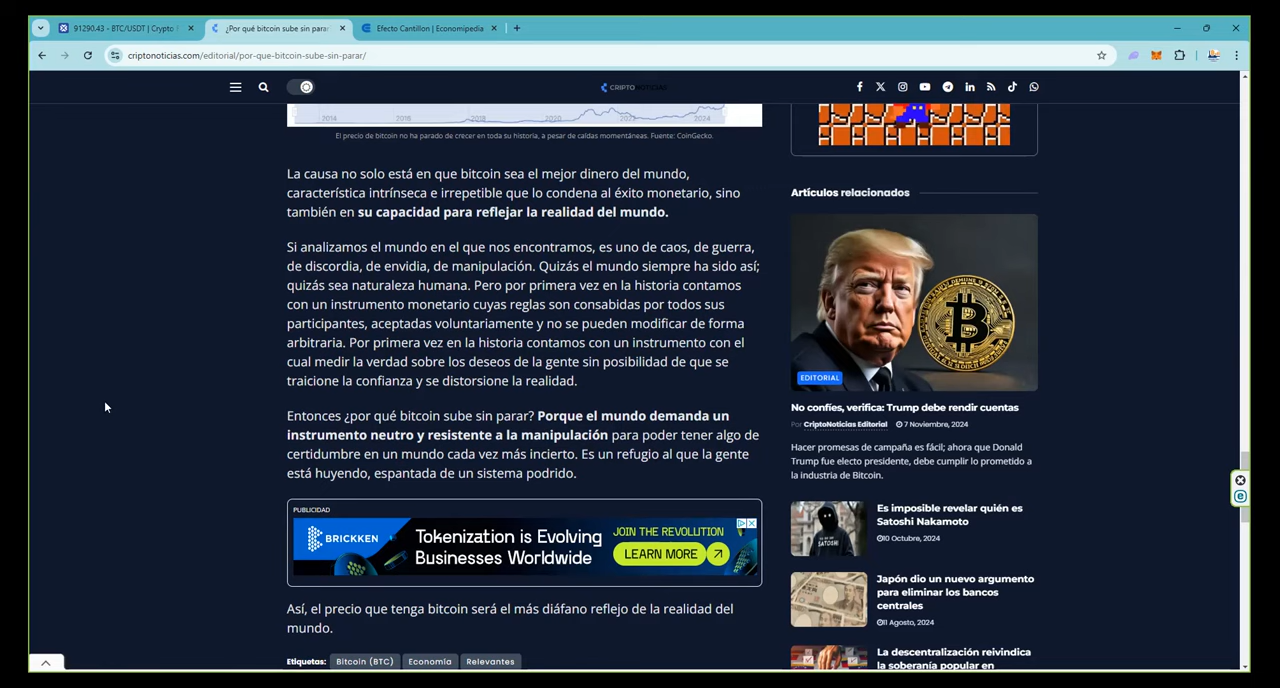 91290.43 - BTC/USDT | Crypto
¿Por qué bitcoin sube sin parar
Efecto Cantillon | Economipedia
criptonoticias.com/editorial/por-que-bitcoin-sube-sin-parar/
CRIPTONOTICIAS
2014 2016 2018 2020 2022 2024
El precio de bitcoin no ha parado de crecer en toda su historia, a pesar de caídas momentáneas. Fuente: CoinGecko.
La causa no solo está en que bitcoin sea el mejor dinero del mundo,
característica intrínseca e irrepetible que lo condena al éxito monetario, sino
también en su capacidad para reflejar la realidad del mundo.
Si analizamos el mundo en el que nos encontramos, es uno de caos, de guerra,
de discordia, de envidia, de manipulación. Quizás el mundo siempre ha sido así;
quizás sea naturaleza humana. Pero por primera vez en la historia contamos
con un instrumento monetario cuyas reglas son consabidas por todos sus
participantes, aceptadas voluntariamente y no se pueden modificar de forma
arbitraria. Por primera vez en la historia contamos con un instrumento con el
cual medir la verdad sobre los deseos de la gente sin posibilidad de que se
traicione la confianza y se distorsione la realidad.
Entonces ¿por qué bitcoin sube sin parar? Porque el mundo demanda un
instrumento neutro y resistente a la manipulación para poder tener algo de
certidumbre en un mundo cada vez más incierto. Es un refugio al que la gente
está huyendo, espantada de un sistema podrido.
PUBLICIDAD
BRICKKEN
Tokenization is Evolving
Businesses Worldwide
JOIN THE REVOLUTION
LEARN MORE
Así, el precio que tenga bitcoin será el más diáfano reflejo de la realidad del
mundo.
Etiquetas: Bitcoin (BTC) Economía Relevantes
Artículos relacionados
EDITORIAL
No confíes, verifica: Trump debe rendir cuentas
Por CriptoNoticias Editorial 7 Noviembre, 2024
Hacer promesas de campaña es fácil; ahora que Donald
Trump fue electo presidente, debe cumplir lo prometido a
la industria de Bitcoin.
SATOSHI
Es imposible revelar quién es
Satoshi Nakamoto
10 Octubre, 2024
Japón dio un nuevo argumento
para eliminar los bancos
centrales
11 Agosto, 2024
La descentralización reivindica
la soberanía popular en